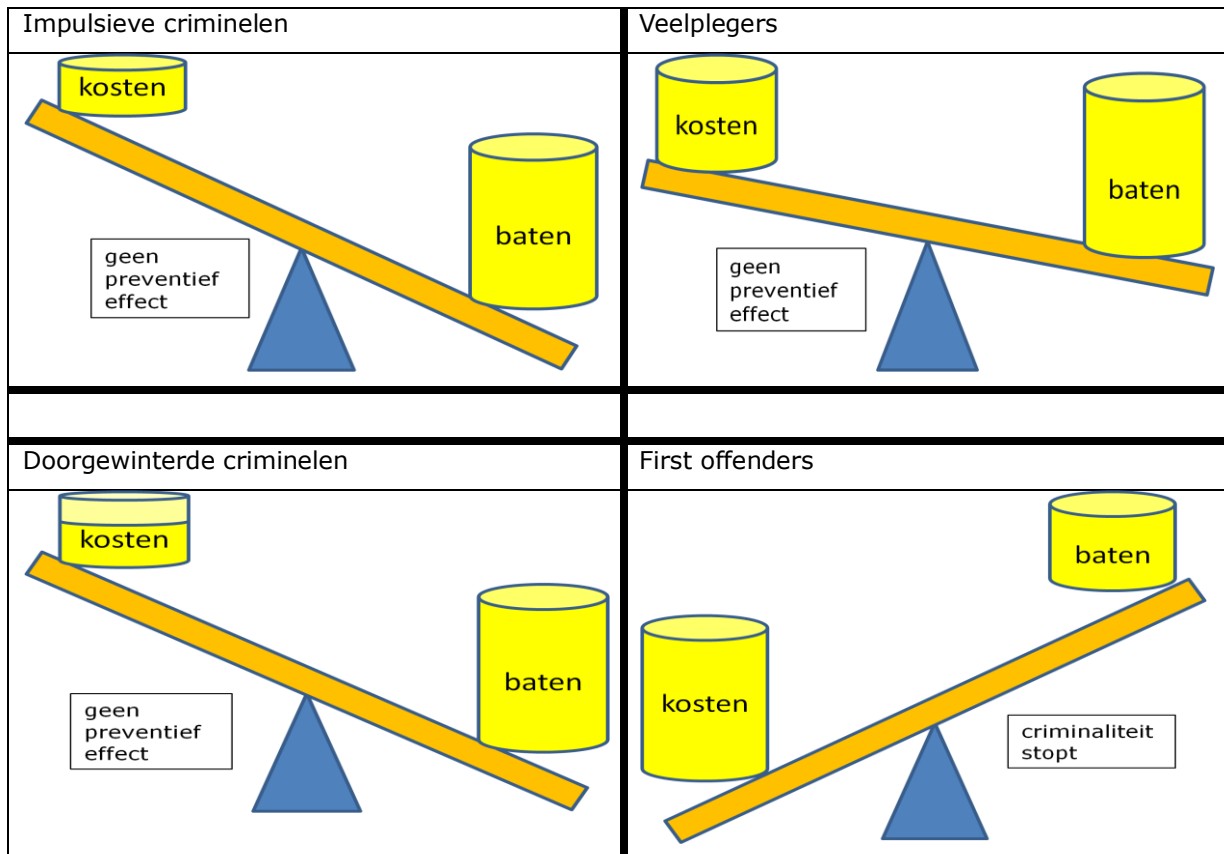 Impulsieve criminelen
kosten
baten
geen
preventief
effect
Veelplegers
kosten
baten
geen
preventief
effect
Doorgewinterde criminelen
kosten
baten
geen
preventief
effect
First offenders
baten
kosten
criminaliteit
stopt